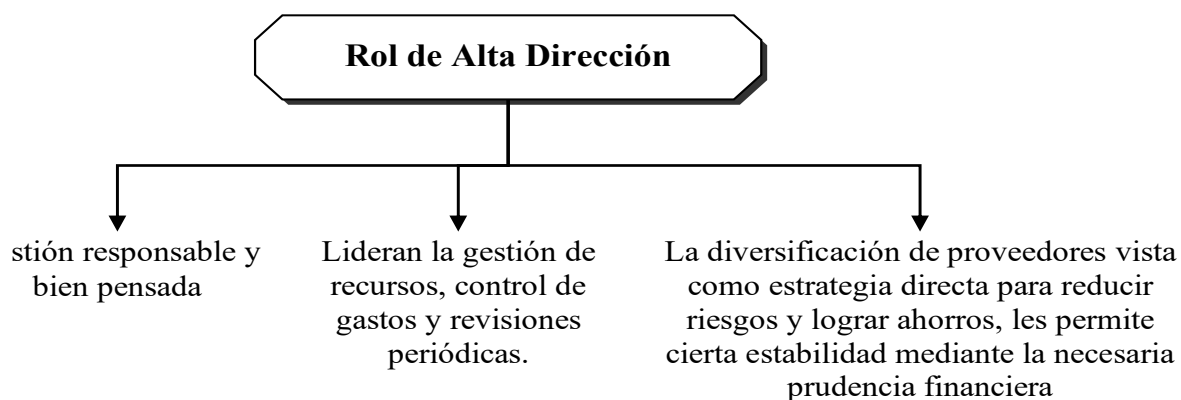 Rol de Alta Dirección
stión responsable y
bien pensada
Lideran la gestión de
recursos, control de
gastos y revisiones
periódicas.
La diversificación de proveedores vista
como estrategia directa para reducir
riesgos y lograr ahorros, les permite
cierta estabilidad mediante la necesaria
prudencia financiera